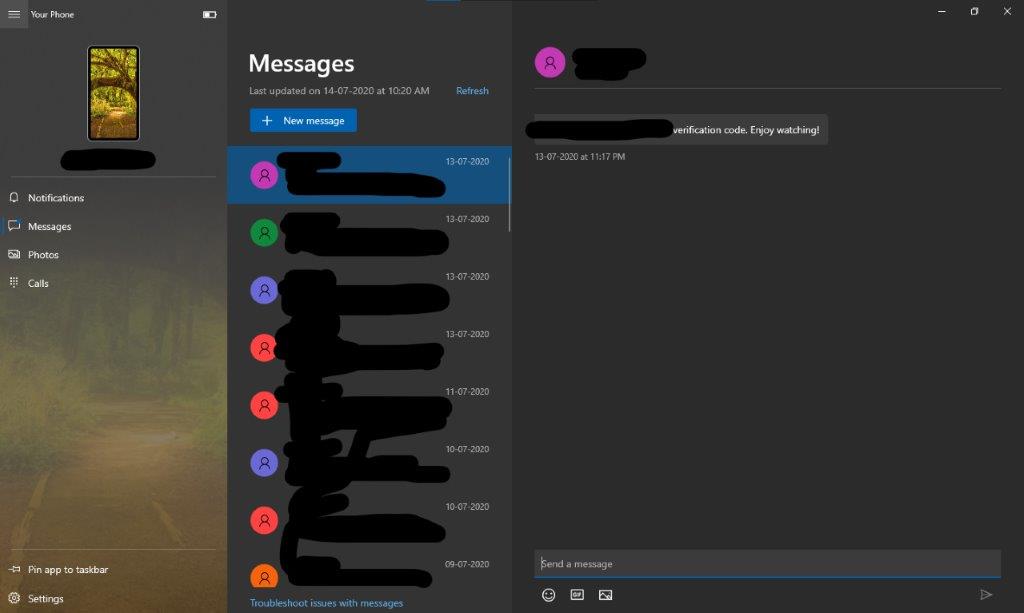 Your Phone
Notifications
Messages
Photos
Calls
Pin app to taskbar
Settings
Messages
Last updated on 14-07-2020 at 10:20 AM
Refresh
New message
13-07-2020
13-07-2020
13-07-2020
13-07-2020
11-07-2020
10-07-2020
10-07-2020
09-07-2020
Troubleshoot issues with messages
verification code. Enjoy watching!
13-07-2020 at 11:17 PM
Send a message
GIF